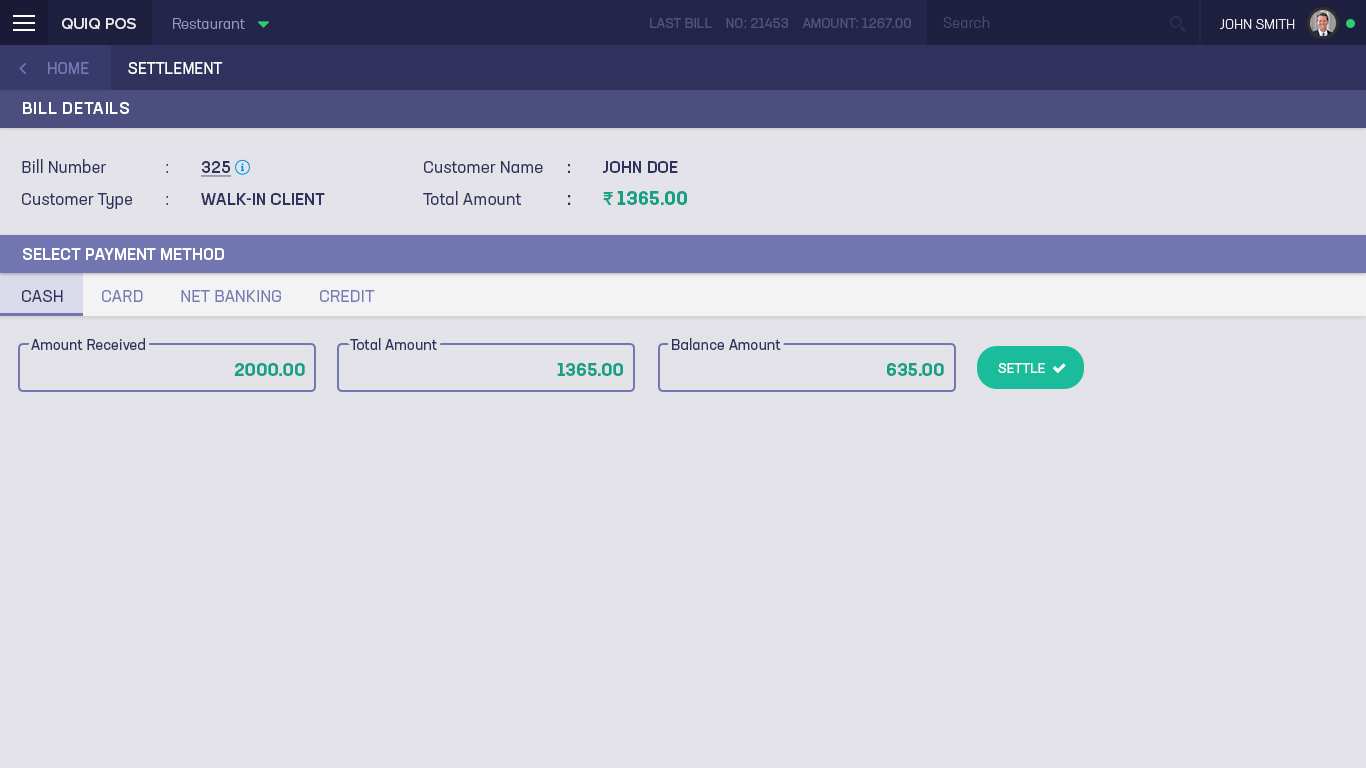 QUIQ POS Restaurant LAST BILL NO: 21453 AMOUNT: 1267.00 Search JOHN SMITH
HOME SETTLEMENT
BILL DETAILS
Bill Number : 325 Customer Name : JOHN DOE
Customer Type : WALK-IN CLIENT Total Amount : ₹ 1365.00
SELECT PAYMENT METHOD
CASH CARD NET BANKING CREDIT
Amount Received Total Amount Balance Amount
2000.00 1365.00 635.00 SETTLE